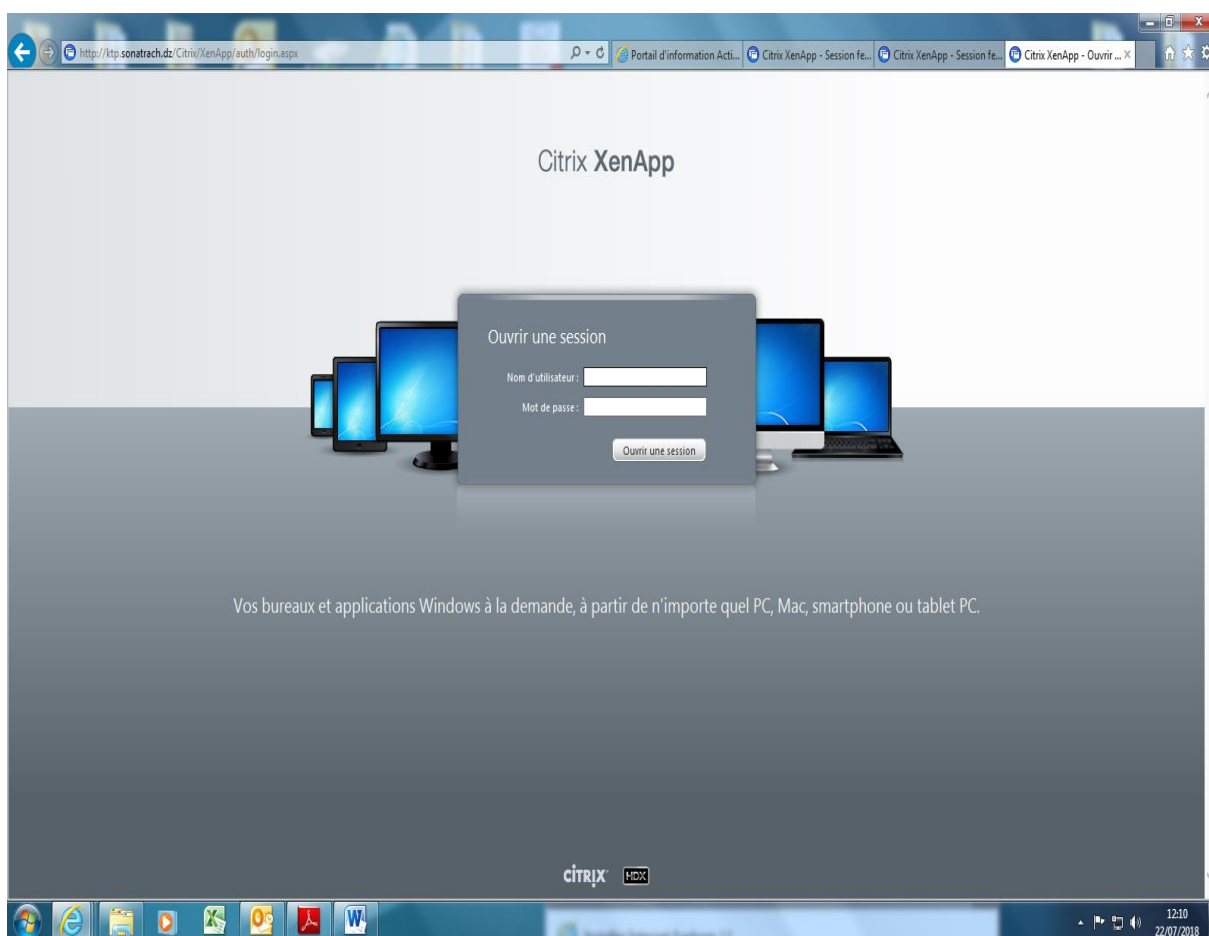 http://ktp.sonatrach.dz/Citrix/XenApp/auth/login.aspx
Portail d'information Acti...
Citrix XenApp - Session fe...
Citrix XenApp - Session fe...
Citrix XenApp - Ouvrir ...
Citrix XenApp
Ouvrir une session
Nom d'utilisateur :
Mot de passe :
Ouvrir une session
Vos bureaux et applications Windows à la demande, à partir de n'importe quel PC, Mac, smartphone ou tablet PC.
CITRIX HDX
12:10
22/07/2018